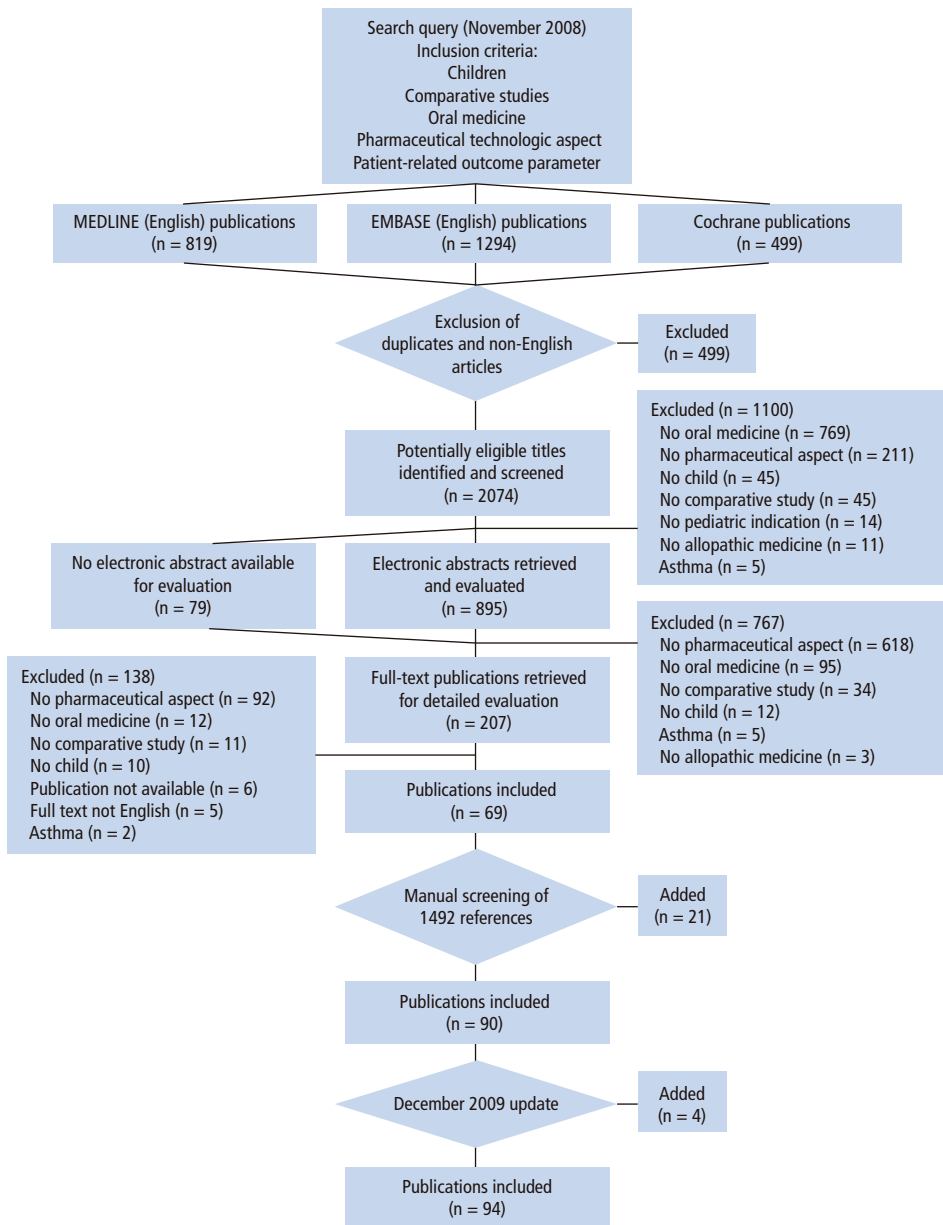 Search query (November 2008)
Inclusion criteria:
Children
Comparative studies
Oral medicine
Pharmaceutical technologic aspect
Patient-related outcome parameter
MEDLINE (English) publications
(n = 819)
EMBASE (English) publications
(n = 1294)
Cochrane publications
(n = 499)
Exclusion of
duplicates and non-English
articles
Excluded
(n = 499)
Potentially eligible titles
identified and screened
(n = 2074)
Excluded (n = 1100)
No oral medicine (n = 769)
No pharmaceutical aspect (n = 211)
No child (n = 45)
No comparative study (n = 45)
No pediatric indication (n = 14)
No allopathic medicine (n = 11)
Asthma (n = 5)
No electronic abstract available
for evaluation
(n = 79)
Electronic abstracts retrieved
and evaluated
(n = 895)
Excluded (n = 767)
No pharmaceutical aspect (n = 618)
No oral medicine (n = 95)
No comparative study (n = 34)
No child (n = 12)
Asthma (n = 5)
No allopathic medicine (n = 3)
Full-text publications retrieved
for detailed evaluation
(n = 207)
Excluded (n = 138)
No pharmaceutical aspect (n = 92)
No oral medicine (n = 12)
No comparative study (n = 11)
No child (n = 10)
Publication not available (n = 6)
Full text not English (n = 5)
Asthma (n = 2)
Publications included
(n = 69)
Manual screening of
1492 references
Added
(n = 21)
Publications included
(n = 90)
December 2009 update
Added
(n = 4)
Publications included
(n = 94)